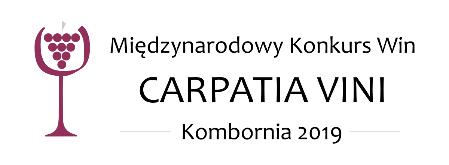 Międzynarodowy Konkurs Win
CARPATIA VINI
Kombornia 2019